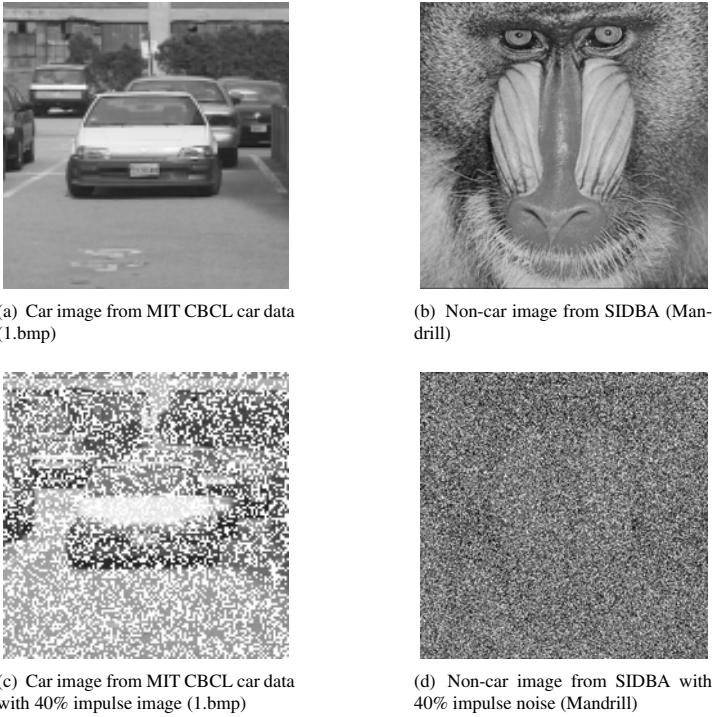 (a) Car image from MIT CBCL car data
(1.bmp)
(b) Non-car image from SIDBA (Man-
drill)
(c) Car image from MIT CBCL car data
with 40% impulse image (1.bmp)
(d) Non-car image from SIDBA with
40% impulse noise (Mandrill)